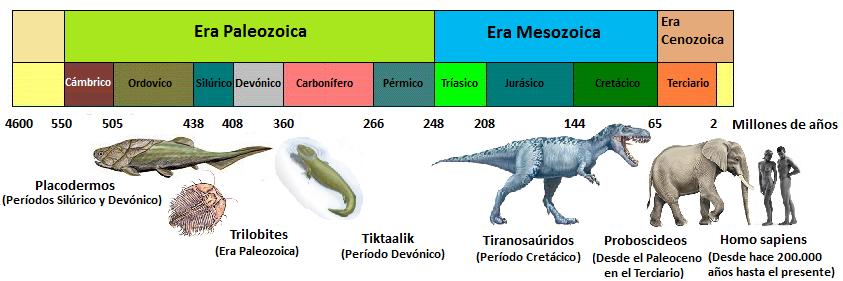 Era Paleozoica
Era Mesozoica
Era
Cenozoica
Cámbrico
Ordovíco
Silúrico
Devónico
Carbonífero
Pérmico
Tríasico
Jurásico
Cretácico
Terciario
4600 550 505 438 408 360 266 248 208 144 65 2 Millones de años
Placodermos
(Períodos Silúrico y Devónico)
Trilobites
(Era Paleozoica)
Tiktaalik
(Período Devónico)
Tiranosaúridos
(Período Cretácico)
Proboscideos
(Desde el Paleoceno
en el Terciario)
Homo sapiens
(Desde hace 200.000
años hasta el presente)